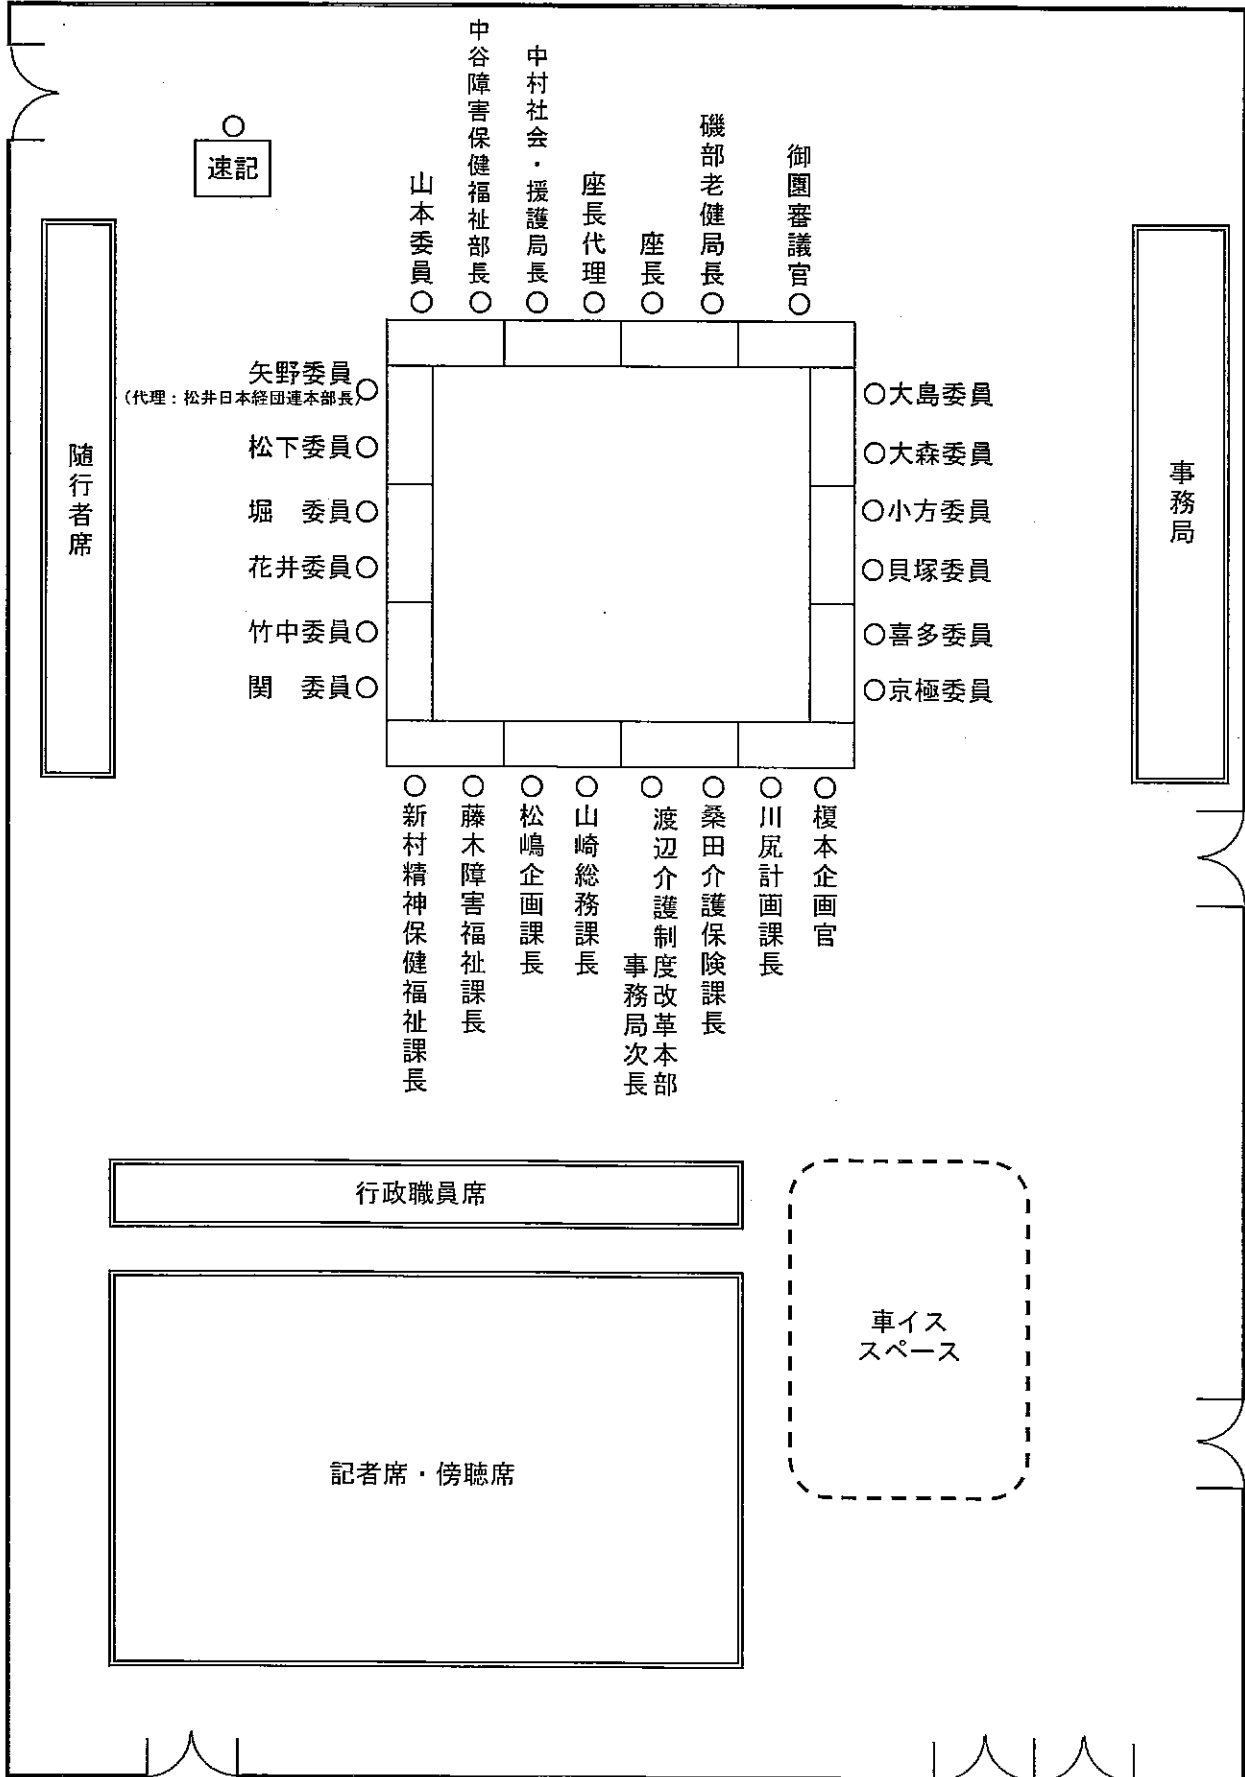 速記
山本委員
中谷障害保健福祉部長
中村社会・援護局長
座長代理
座長
磯部老健局長
御園審議官
矢野委員
(代理：松井日本経団連本部長)
松下委員
堀　委員
花井委員
竹中委員
関　委員
大島委員
大森委員
小方委員
貝塚委員
喜多委員
京極委員
随行者席
事務局
新村精神保健福祉課長
藤木障害福祉課長
松嶋企画課長
山崎総務課長
渡辺介護制度改革本部
事務局次長
桑田介護保険課長
川尻計画課長
榎本企画官
行政職員席
車イス
スペース
記者席・傍聴席